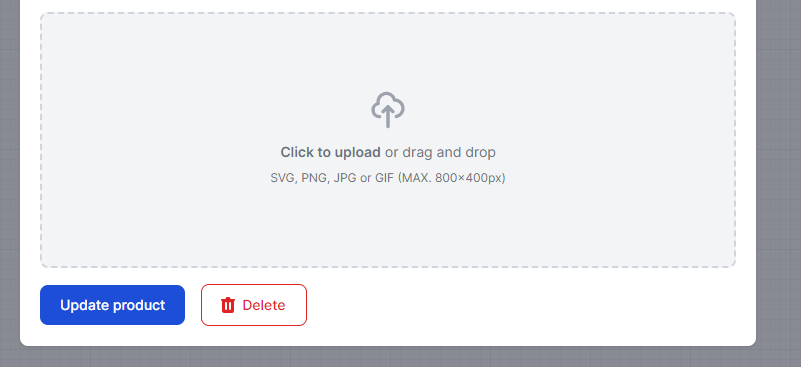 Click to upload or drag and drop
SVG, PNG, JPG or GIF (MAX. 800×400px)
Update product
Delete